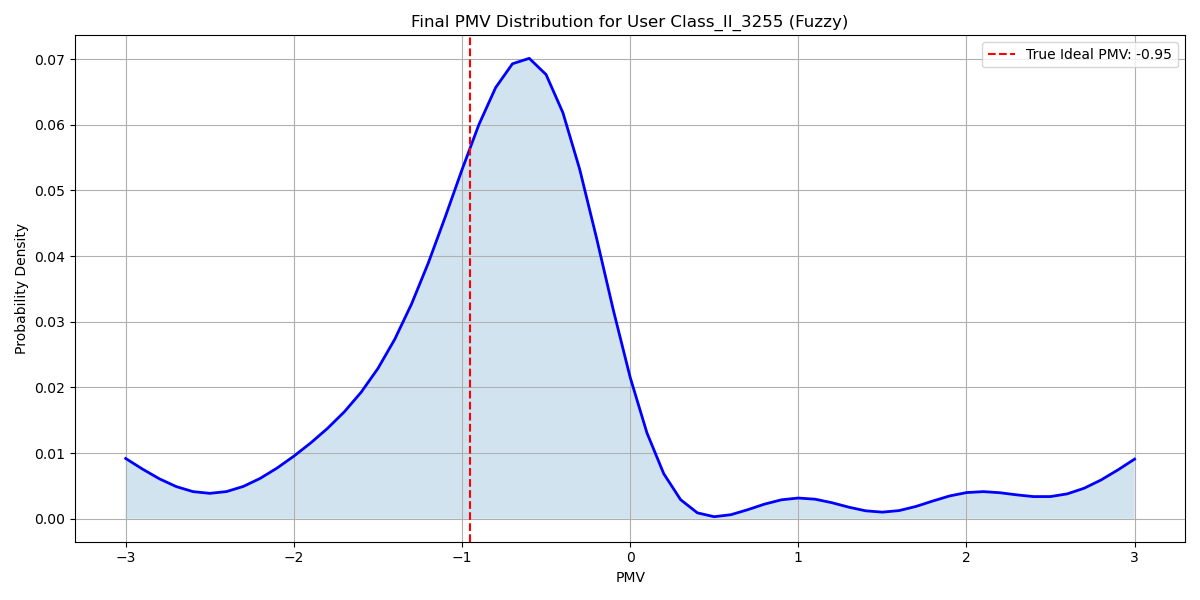 Final PMV Distribution for User Class_II_3255 (Fuzzy)
True Ideal PMV: -0.95
Probability Density
0.07
0.06
0.05
0.04
0.03
0.02
0.01
0.00
−3 −2 −1 0 1 2 3
PMV